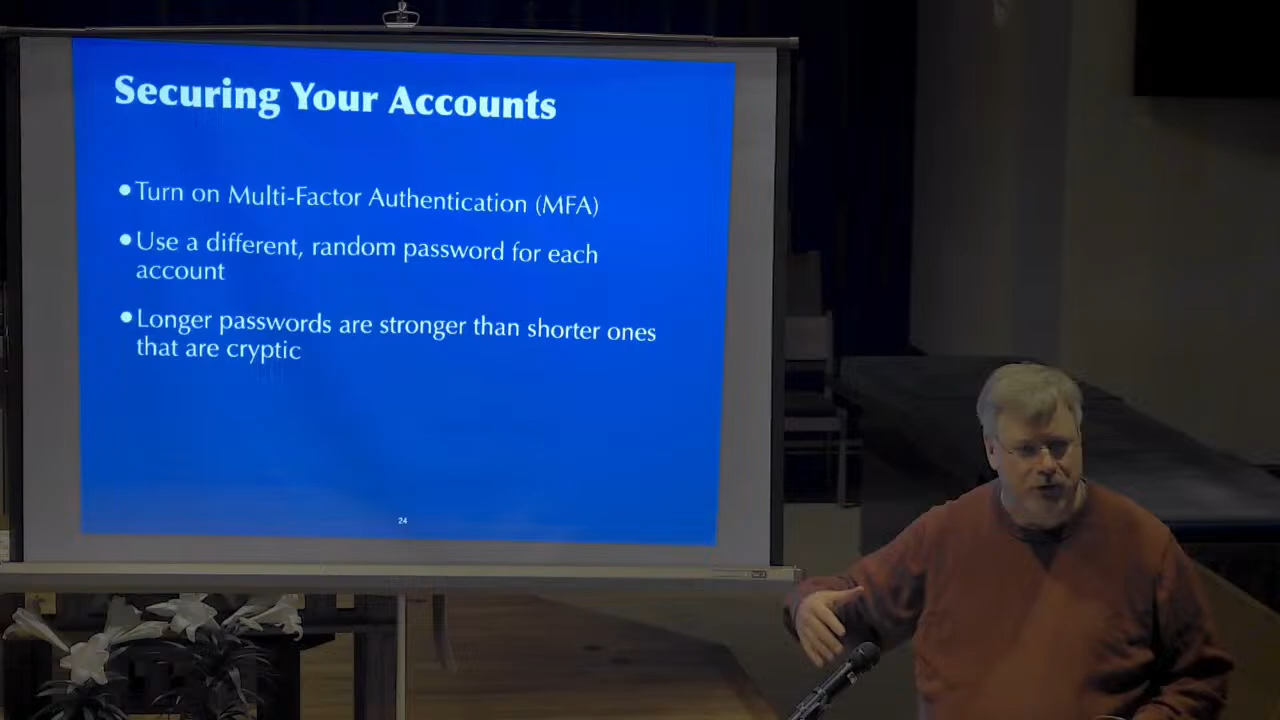 Securing Your Accounts
•Turn on Multi-Factor Authentication (MFA)
•Use a different, random password for each
account
•Longer passwords are stronger than shorter ones
that are cryptic
24